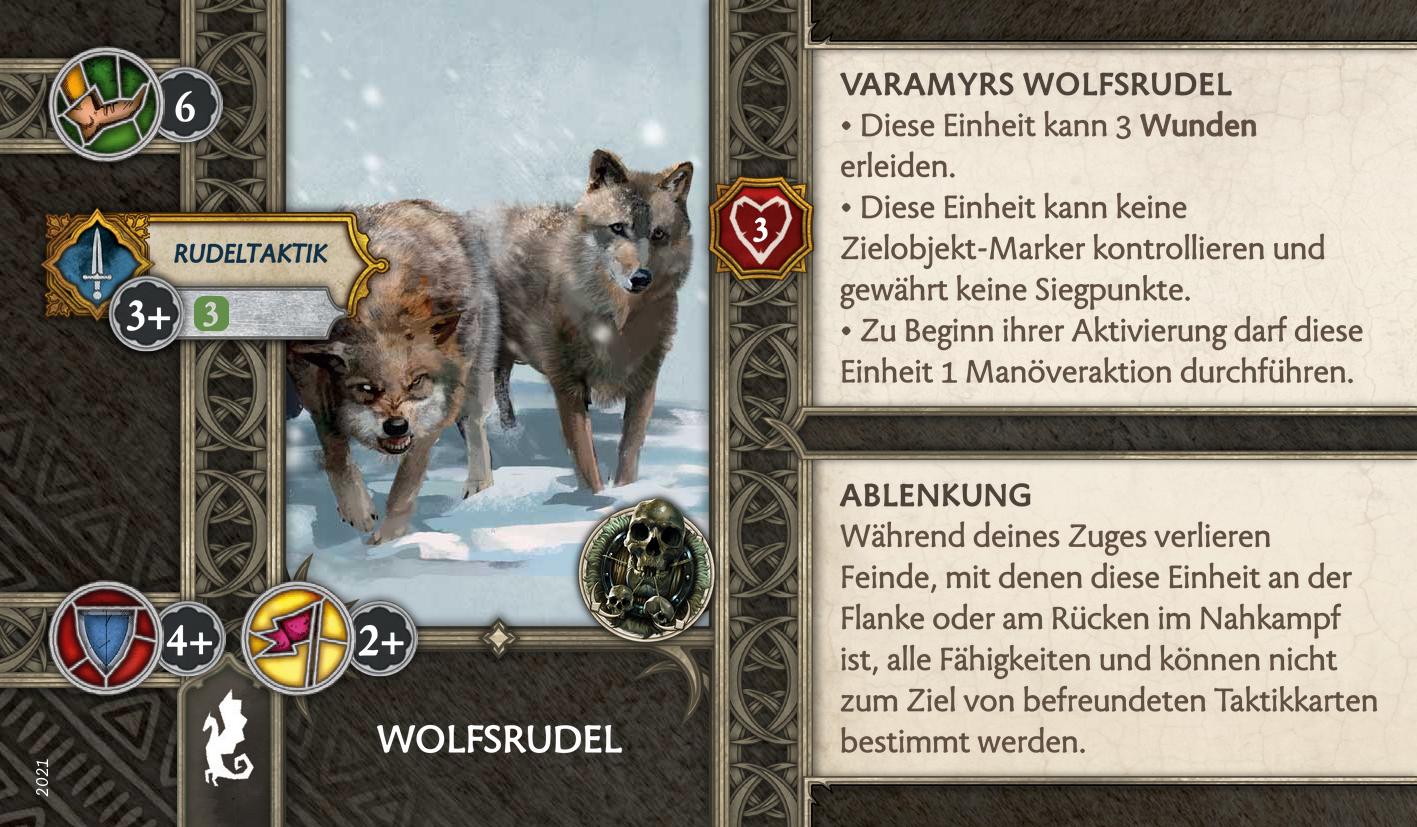 6
RUDELTAKTIK
3+ 3
3
4+ 2+
WOLFSRUDEL
2021
VARAMYRS WOLFSRUDEL
• Diese Einheit kann 3 Wunden
erleiden.
• Diese Einheit kann keine
Zielobjekt-Marker kontrollieren und
gewährt keine Siegpunkte.
• Zu Beginn ihrer Aktivierung darf diese
Einheit 1 Manöveraktion durchführen.
ABLENKUNG
Während deines Zuges verlieren
Feinde, mit denen diese Einheit an der
Flanke oder am Rücken im Nahkampf
ist, alle Fähigkeiten und können nicht
zum Ziel von befreundeten Taktikkarten
bestimmt werden.